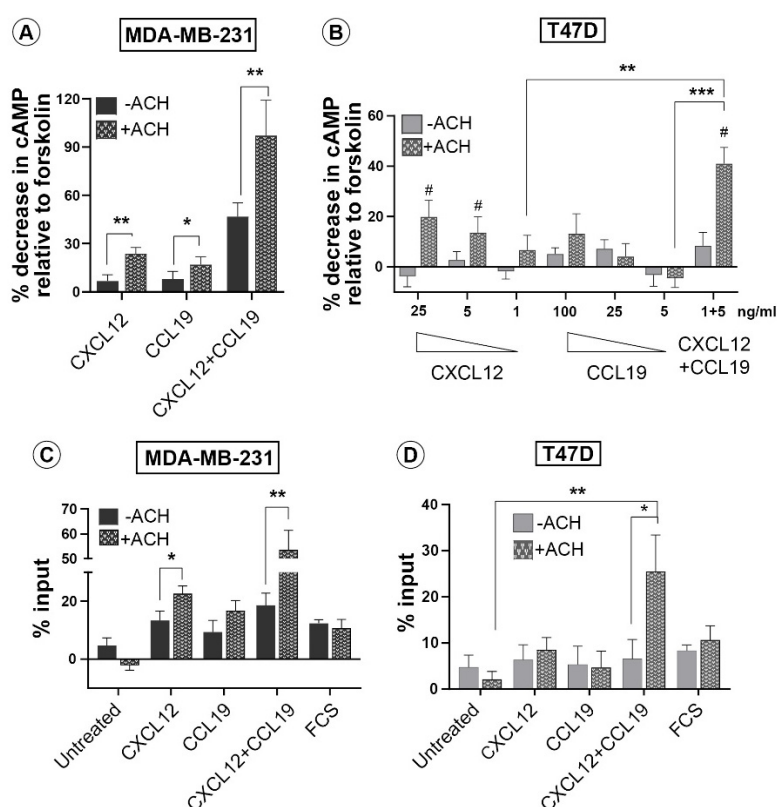 A
MDA-MB-231
% decrease in cAMP
relative to forskolin
120
90
60
30
0
-ACH
+ACH
**
*
**
CXCL12
CCL19
CXCL12+CCL19
B
T47D
% decrease in cAMP
relative to forskolin
60
40
20
0
-ACH
+ACH
**
***
#
#
#
25 5 1 100 25 5 1+5 ng/ml
CXCL12
CCL19
CXCL12
+CCL19
C
MDA-MB-231
% input
70
60
50
20
0
-ACH
+ACH
*
**
Untreated
CXCL12
CCL19
CXCL12+CCL19
FCS
D
T47D
% input
40
30
20
10
0
-ACH
+ACH
**
*
Untreated
CXCL12
CCL19
CXCL12+CCL19
FCS